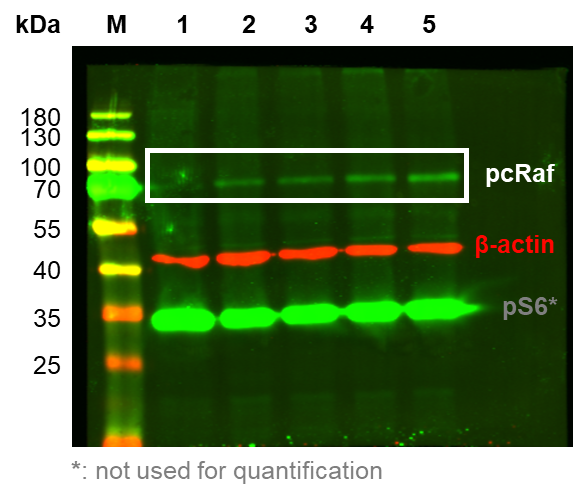 kDa M 1 2 3 4 5
180
130
100
pcRaf
70
55
β-actin
40
pS6*
35
25
*: not used for quantification